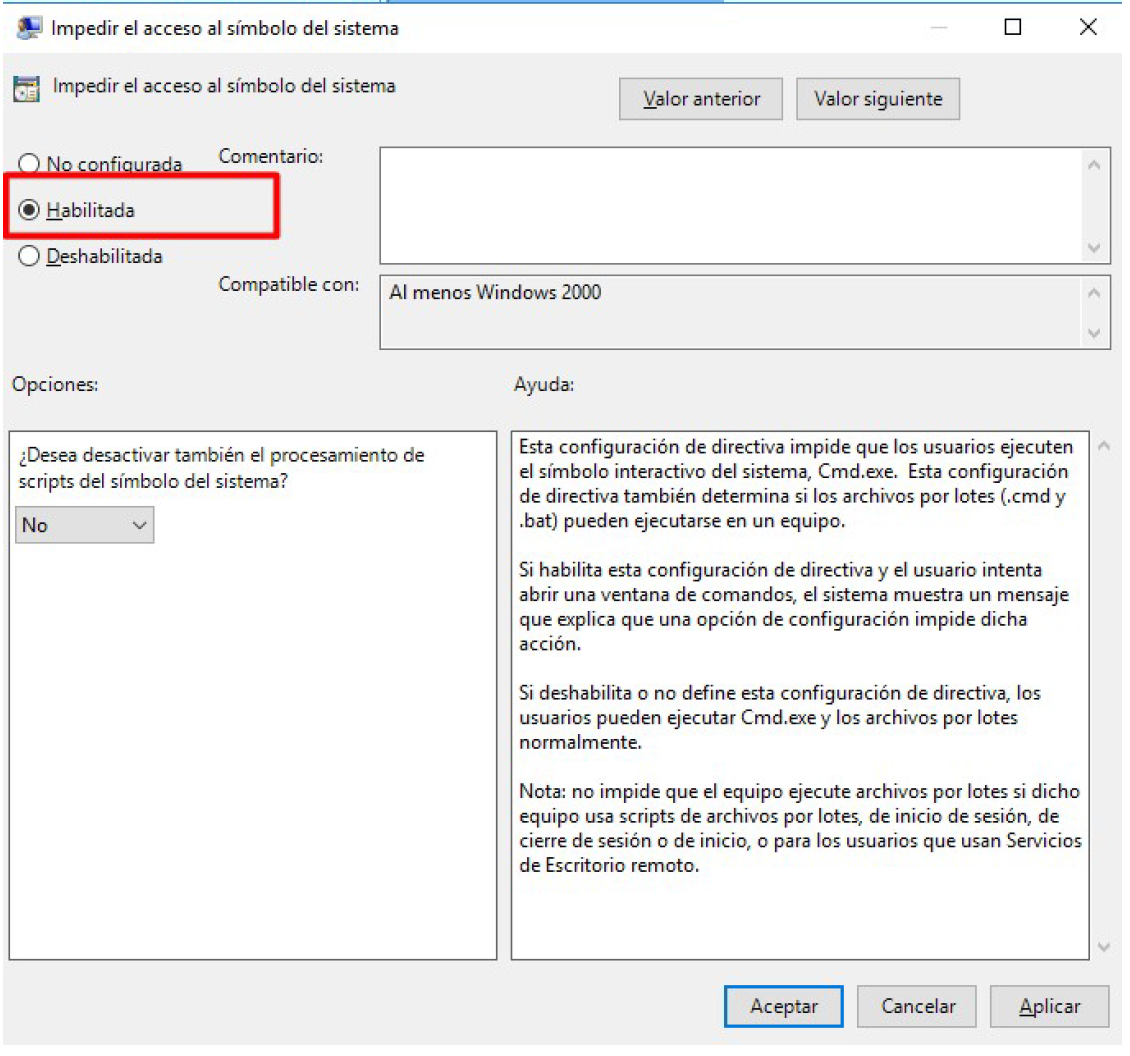 Impedir el acceso al símbolo del sistema
Impedir el acceso al símbolo del sistema
Valor anterior
Valor siguiente
No configurada
Habilitada
Deshabilitada
Comentario:
Compatible con:
Al menos Windows 2000
Opciones:
Ayuda:
¿Desea desactivar también el procesamiento de
scripts del símbolo del sistema?
No
Esta configuración de directiva impide que los usuarios ejecuten
el símbolo interactivo del sistema, Cmd.exe.  Esta configuración
de directiva también determina si los archivos por lotes (.cmd y
.bat) pueden ejecutarse en un equipo.
Si habilita esta configuración de directiva y el usuario intenta
abrir una ventana de comandos, el sistema muestra un mensaje
que explica que una opción de configuración impide dicha
acción.
Si deshabilita o no define esta configuración de directiva, los
usuarios pueden ejecutar Cmd.exe y los archivos por lotes
normalmente.
Nota: no impide que el equipo ejecute archivos por lotes si dicho
equipo usa scripts de archivos por lotes, de inicio de sesión, de
cierre de sesión o de inicio, o para los usuarios que usan Servicios
de Escritorio remoto.
Aceptar
Cancelar
Aplicar